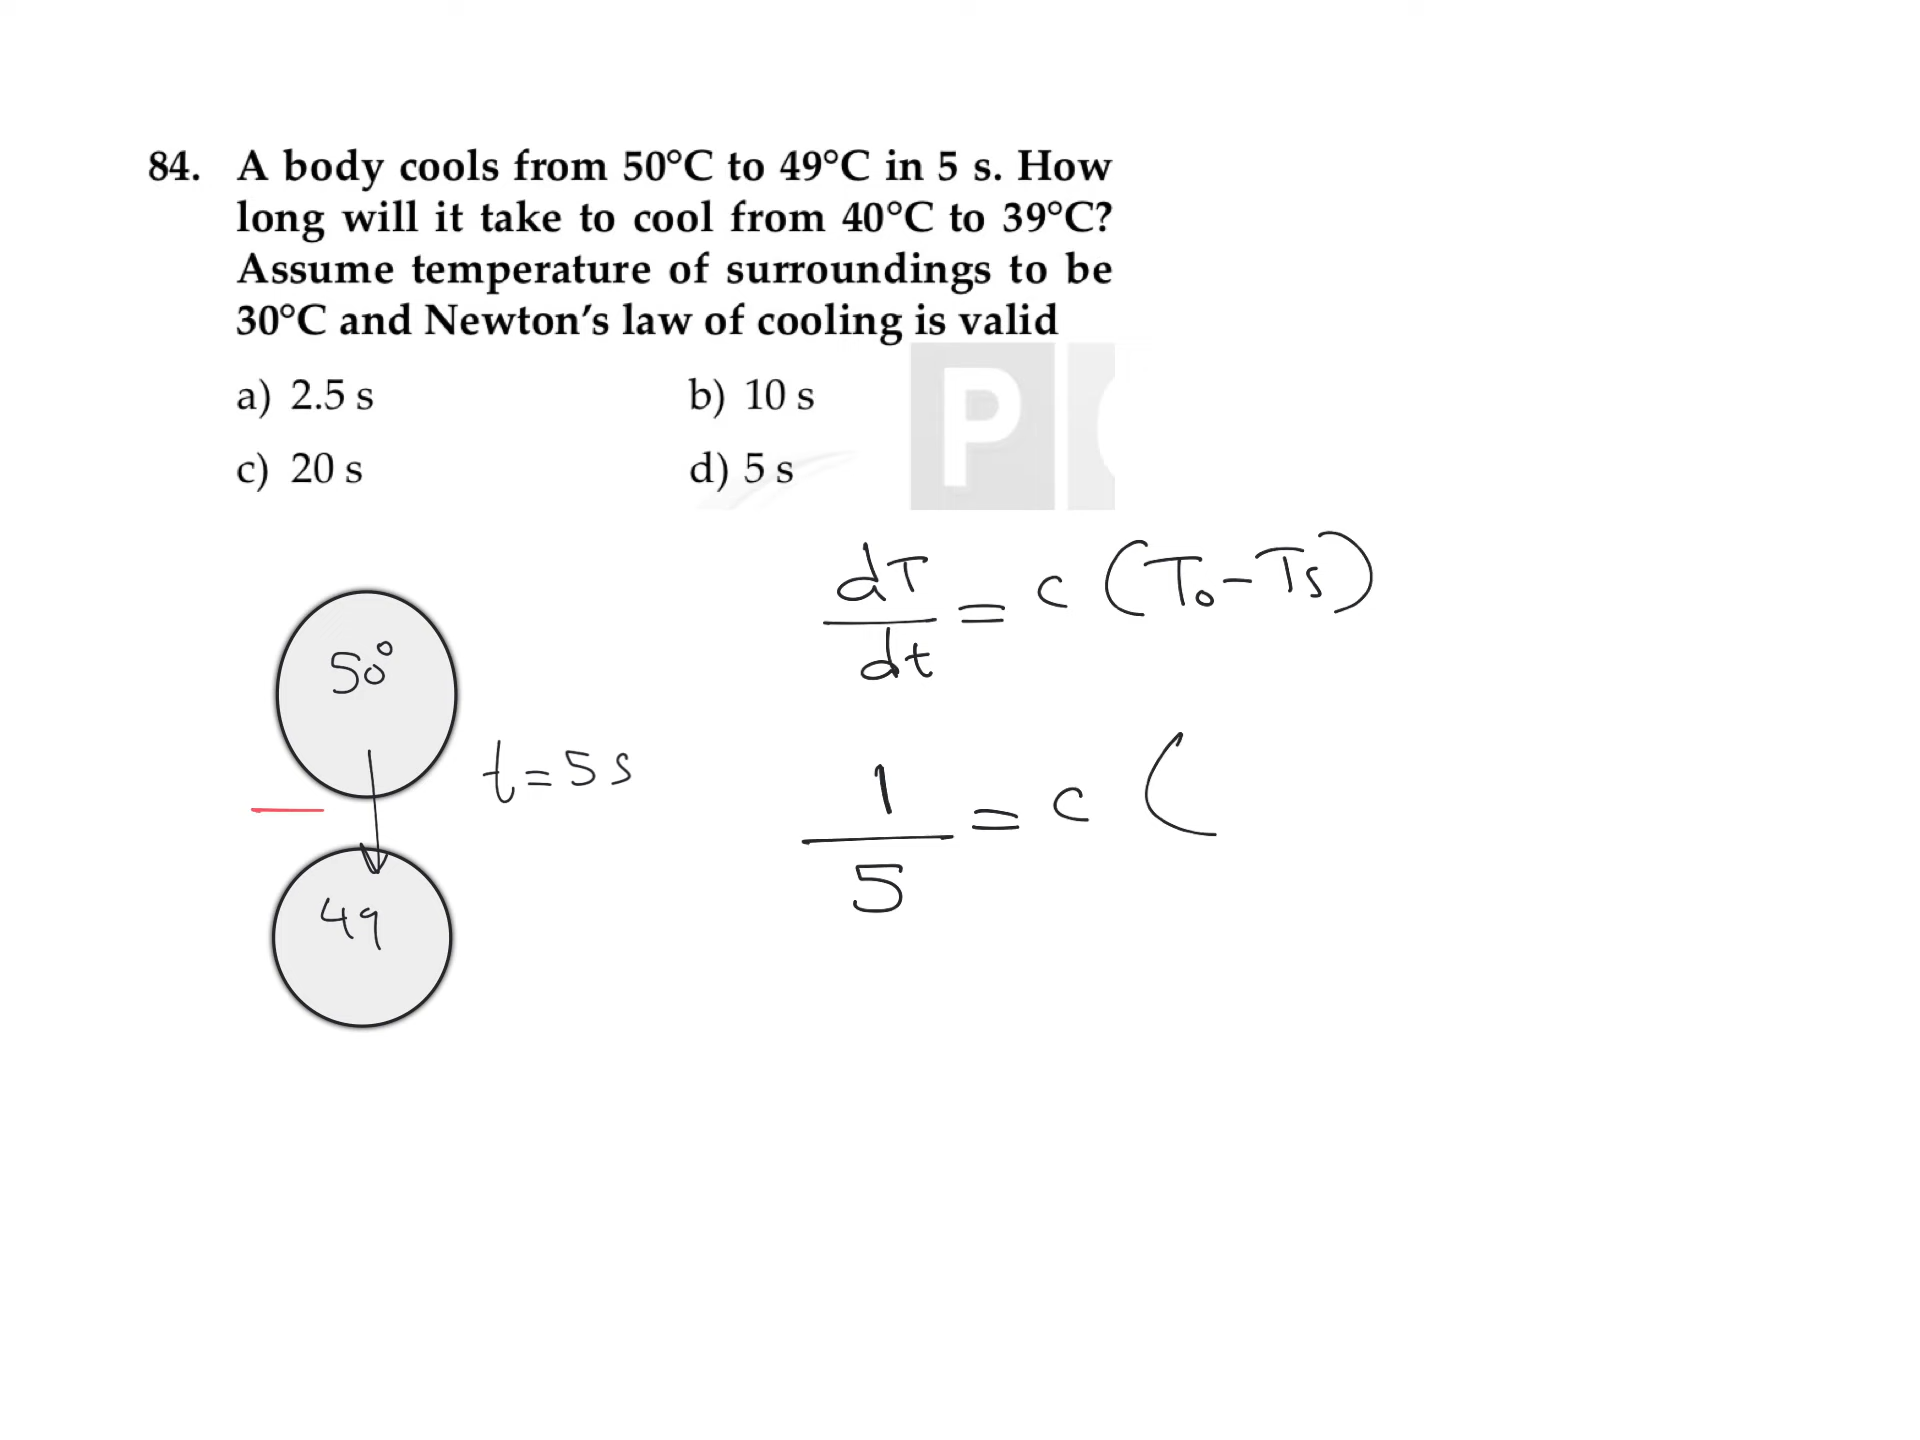 84. A body cools from 50°C to 49°C in 5 s. How
long will it take to cool from 40°C to 39°C?
Assume temperature of surroundings to be
30°C and Newton's law of cooling is valid
a) 2.5 s b) 10 s
c) 20 s d) 5 s
P
dT/dt = c (T₀ - Ts)
50°
t = 5 s
1/5 = c (
49